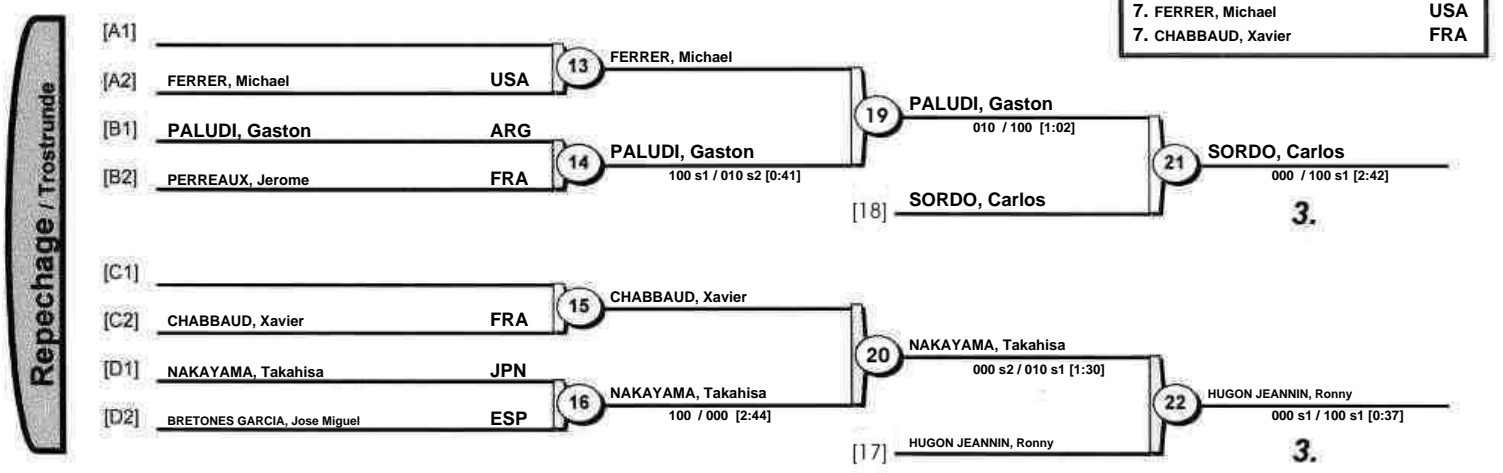 7. FERRER, Michael USA
7. CHABBAUD, Xavier FRA
Repechage / Trostrunde
[A1]
[A2] FERRER, Michael USA
13 FERRER, Michael
[B1] PALUDI, Gaston ARG
[B2] PERREAUX, Jerome FRA
14 PALUDI, Gaston
100 s1 / 010 s2 [0:41]
19 PALUDI, Gaston
010 / 100 [1:02]
[18] SORDO, Carlos
21 SORDO, Carlos
000 / 100 s1 [2:42]
3.
[C1]
[C2] CHABBAUD, Xavier FRA
15 CHABBAUD, Xavier
[D1] NAKAYAMA, Takahisa JPN
[D2] BRETONES GARCIA, Jose Miguel ESP
16 NAKAYAMA, Takahisa
100 / 000 [2:44]
20 NAKAYAMA, Takahisa
000 s2 / 010 s1 [1:30]
[17] HUGON JEANNIN, Ronny
22 HUGON JEANNIN, Ronny
000 s1 / 100 s1 [0:37]
3.